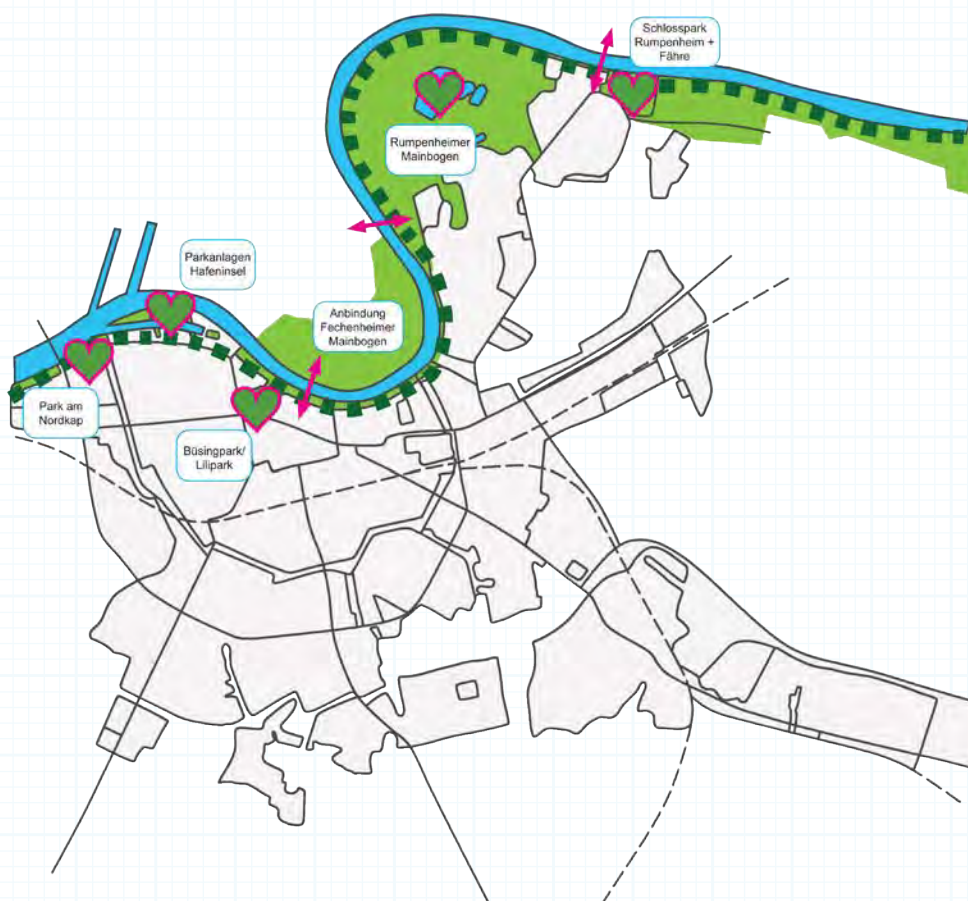 Schlosspark
Rumpenheim +
Fähre
Rumpenheimer
Mainbogen
Parkanlagen
Hafeninsel
Anbindung
Fechenheimer
Mainbogen
Park am
Nordkap
Büsingpark/
Lilipark